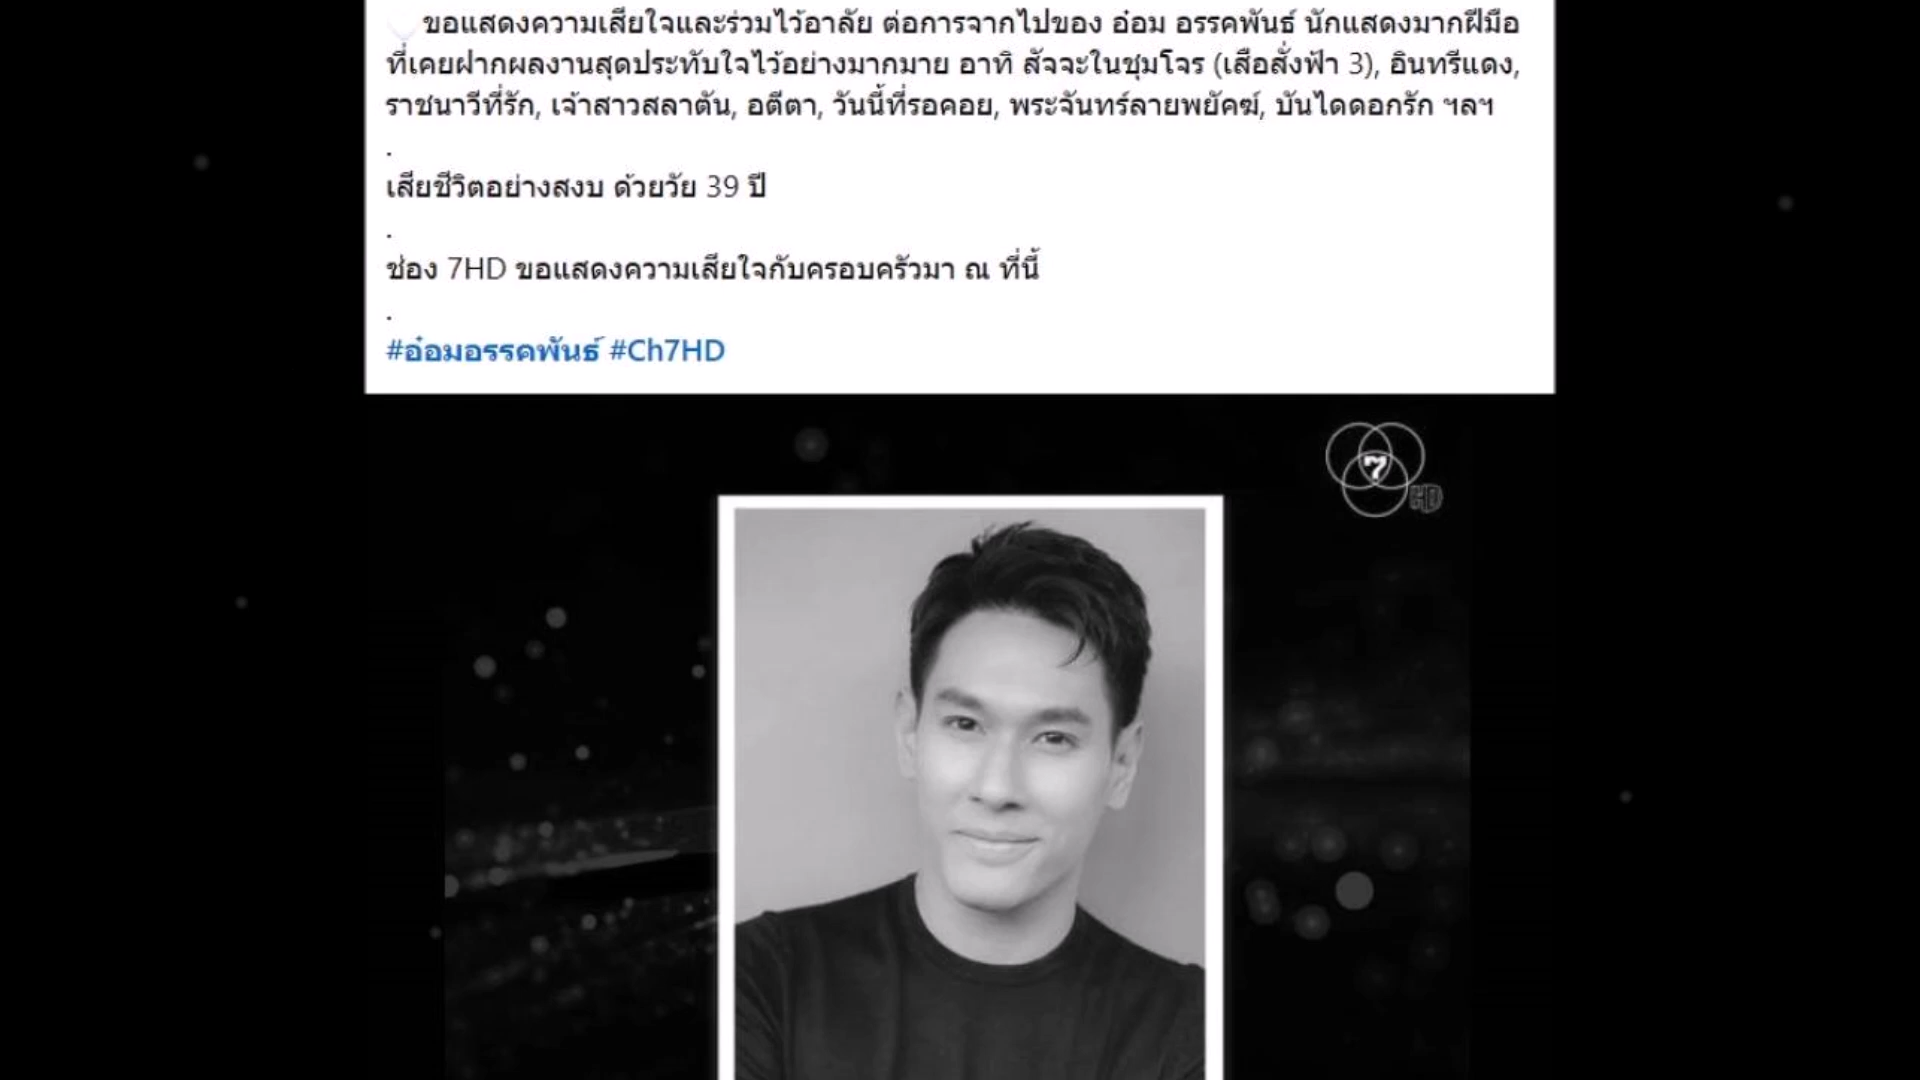 ขอแสดงความเสียใจและร่วมไว้อาลัย ต่อการจากไปของ อ๋อม อรรคพันธ์ นักแสดงมากฝีมือ
ที่เคยฝากผลงานสุดประทับใจไว้อย่างมากมาย อาทิ สัจจะในชุมโจร (เสือสั่งฟ้า 3), อินทรีแดง,
ราชนาวีที่รัก, เจ้าสาวสลาตัน, อตีตา, วันนี้ที่รอคอย, พระจันทร์ลายพยัคฆ์, บันไดดอกรัก ฯลฯ
.
เสียชีวิตอย่างสงบ ด้วยวัย 39 ปี
.
ช่อง 7HD ขอแสดงความเสียใจกับครอบครัวมา ณ ที่นี้
.
#อ๋อมอรรคพันธ์ #Ch7HD
7
HD